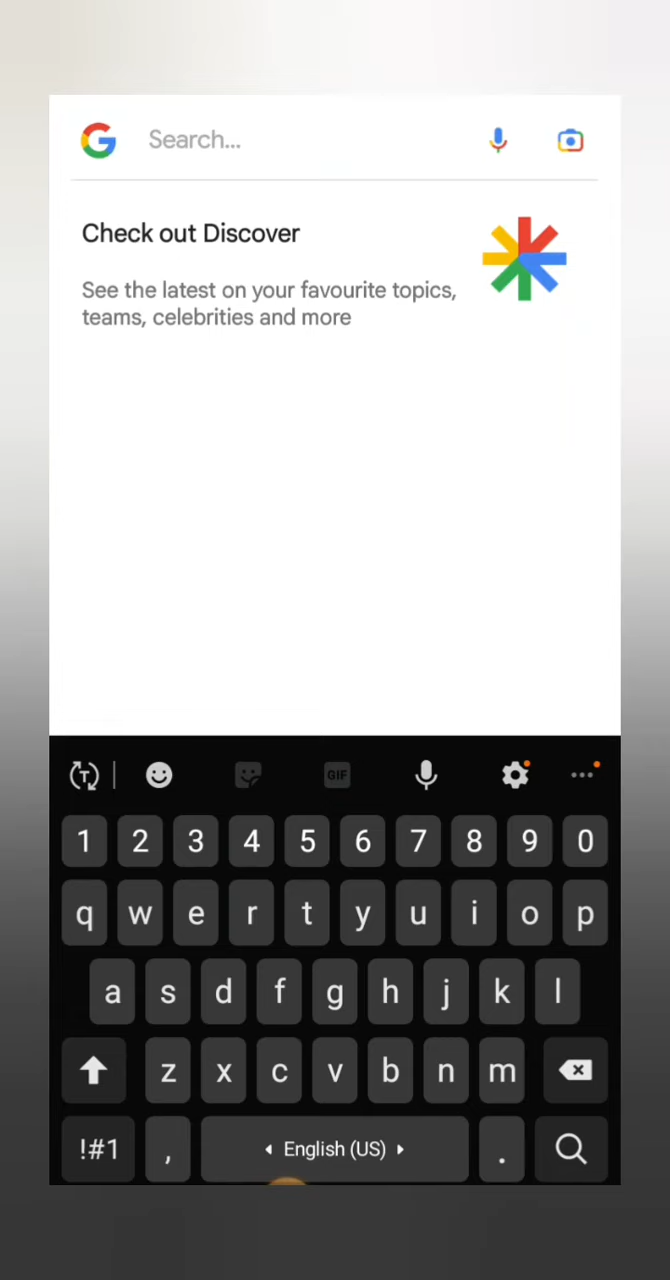 Search...
Check out Discover
See the latest on your favourite topics,
teams, celebrities and more
T
GIF
1 2 3 4 5 6 7 8 9 0
q w e r t y u i o p
a s d f g h j k l
z x c v b n m
!#1 , English (US) .